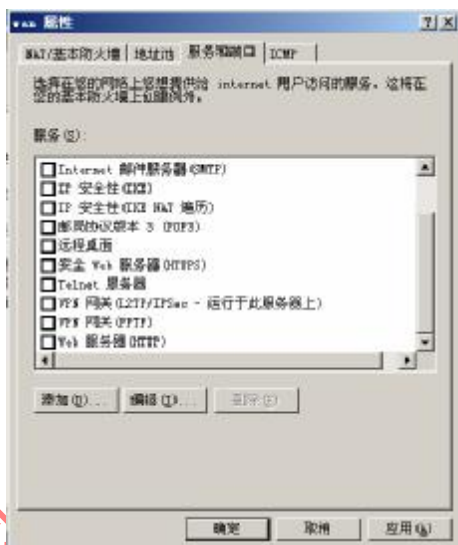 wan 属性
NAT/基本防火墙 地址池 服务和端口 ICMP
选择在您的网络上您想提供给 internet 用户访问的服务。这将在
您的基本防火墙上创建例外。
服务(S):
Internet 邮件服务器(SMTP)
IP 安全性(IKE)
IP 安全性(IKE NAT 遍历)
邮局协议版本 3 (POP3)
远程桌面
安全 Web 服务器(HTTPS)
Telnet 服务器
VPN 网关(L2TP/IPSec - 运行于此服务器上)
VPN 网关(PPTP)
Web 服务器(HTTP)
添加(D)... 编辑(I)... 删除(E)
确定 取消 应用(A)